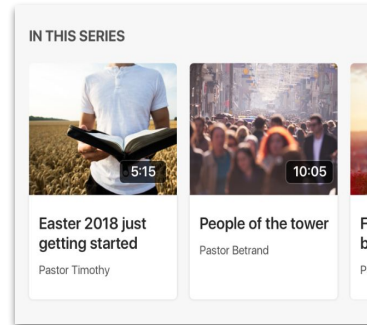 IN THIS SERIES
5:15
10:05
Easter 2018 just
getting started
Pastor Timothy
People of the tower
Pastor Betrand